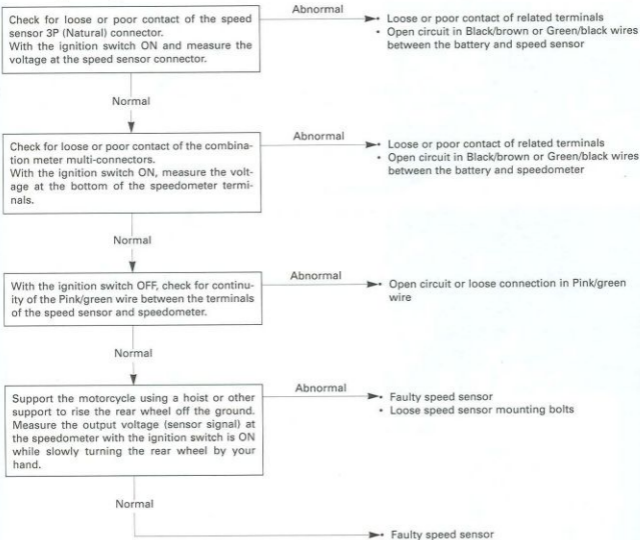 Abnormal
Check for loose or poor contact of the speed
sensor 3P (Natural) connector.
With the ignition switch ON and measure the
voltage at the speed sensor connector.
• Loose or poor contact of related terminals
• Open circuit in Black/brown or Green/black wires
between the battery and speed sensor
Normal
Abnormal
Check for loose or poor contact of the combina-
tion meter multi-connectors.
With the ignition switch ON, measure the volt-
age at the bottom of the speedometer termi-
nals.
• Loose or poor contact of related terminals
• Open circuit in Black/brown or Green/black wires
between the battery and speedometer
Normal
Abnormal
With the ignition switch OFF, check for continu-
ity of the Pink/green wire between the terminals
of the speed sensor and speedometer.
• Open circuit or loose connection in Pink/green
wire
Normal
Abnormal
Support the motorcycle using a hoist or other
support to rise the rear wheel off the ground.
Measure the output voltage (sensor signal) at
the speedometer with the ignition switch is ON
while slowly turning the rear wheel by your
hand.
• Faulty speed sensor
• Loose speed sensor mounting bolts
Normal
• Faulty speed sensor